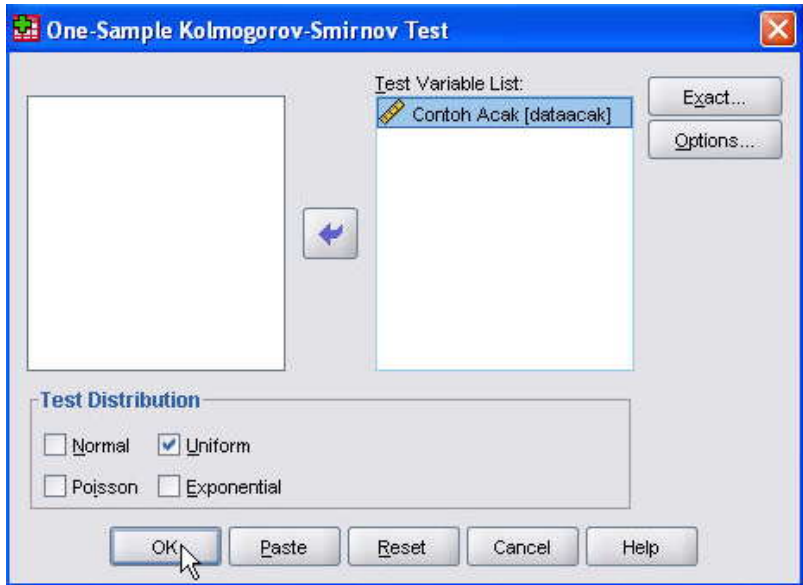 One-Sample Kolmogorov-Smirnov Test
Test Variable List:
Contoh Acak [dataacak]
Exact...
Options...
Test Distribution
Normal
Uniform
Poisson
Exponential
OK
Paste
Reset
Cancel
Help